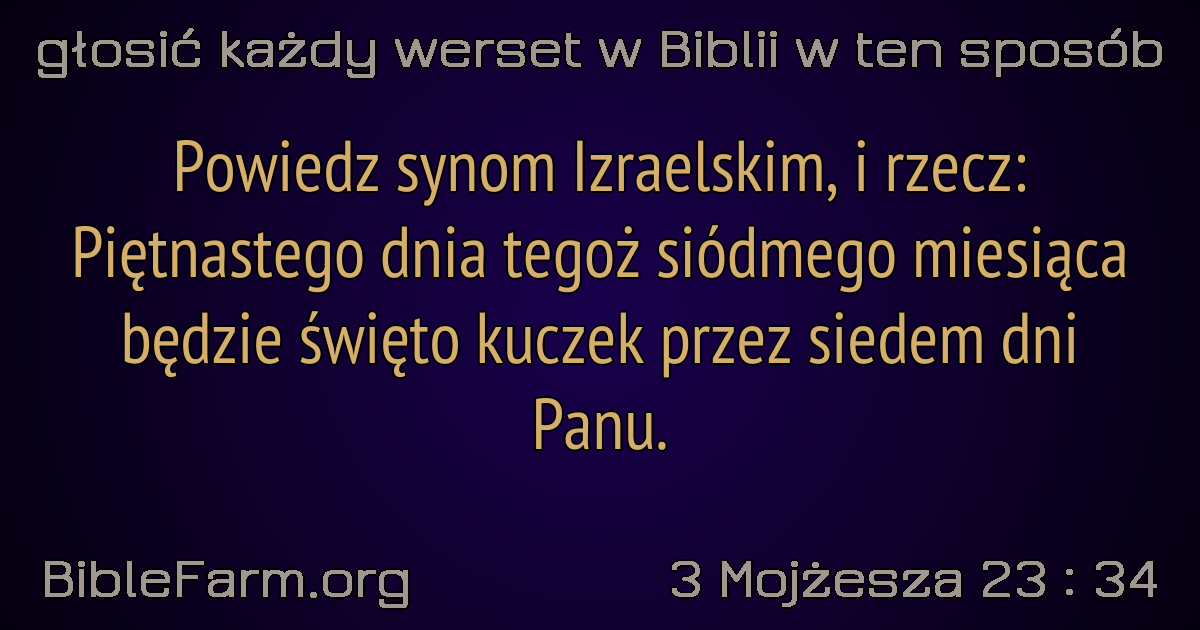 głosić każdy werset w Biblii w ten sposób
Powiedz synom Izraelskim, i rzecz:
Piętnastego dnia tegoż siódmego miesiąca
będzie święto kuczek przez siedem dni
Panu.
BibleFarm.org
3 Mojżesza 23 : 34